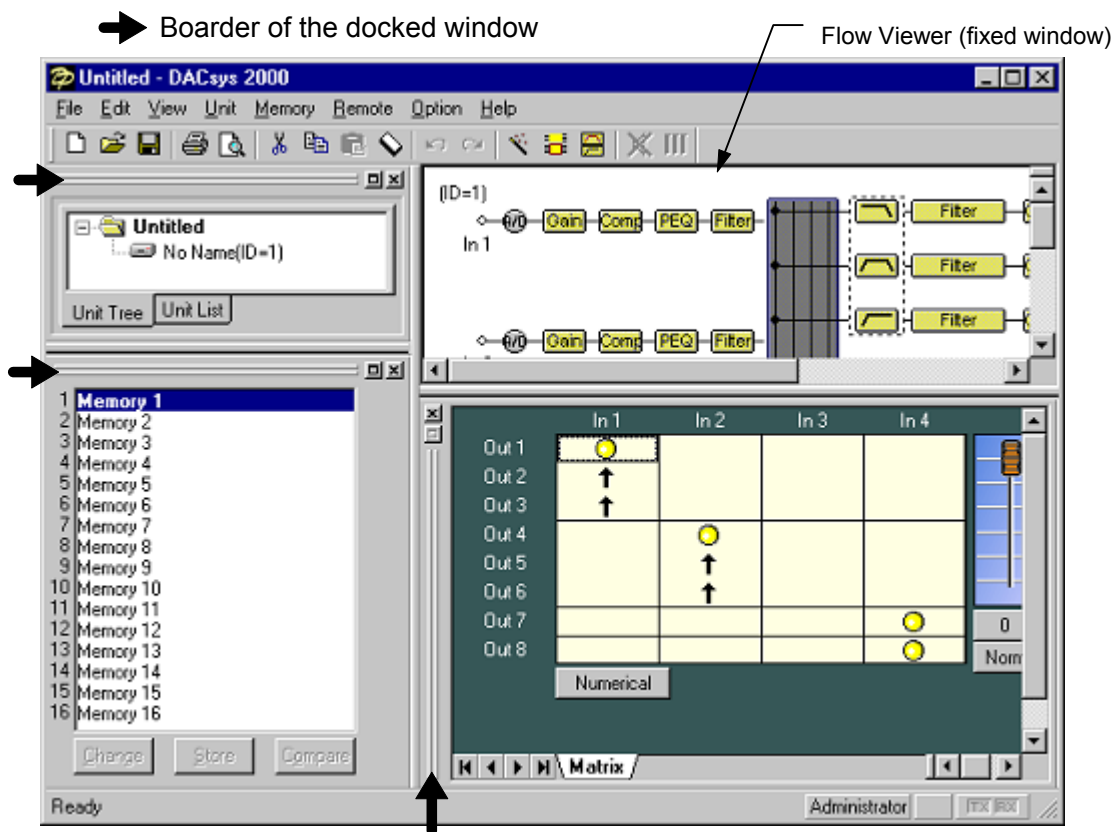 Boarder of the docked window
Flow Viewer (fixed window)
Untitled - DACsys 2000
File Edit View Unit Memory Remote Option Help
(ID=1)
A/D Gain Comp PEQ Filter Filter
In 1
Filter
Filter
A/D Gain Comp PEQ Filter
Untitled
No Name(ID=1)
Unit Tree Unit List
1 Memory 1
2 Memory 2
3 Memory 3
4 Memory 4
5 Memory 5
6 Memory 6
7 Memory 7
8 Memory 8
9 Memory 9
10 Memory 10
11 Memory 11
12 Memory 12
13 Memory 13
14 Memory 14
15 Memory 15
16 Memory 16
Change Store Compare
In 1 In 2 In 3 In 4
Out 1
Out 2
Out 3
Out 4
Out 5
Out 6
Out 7
Out 8
0
Norm
Numerical
Matrix
Ready Administrator TX RX